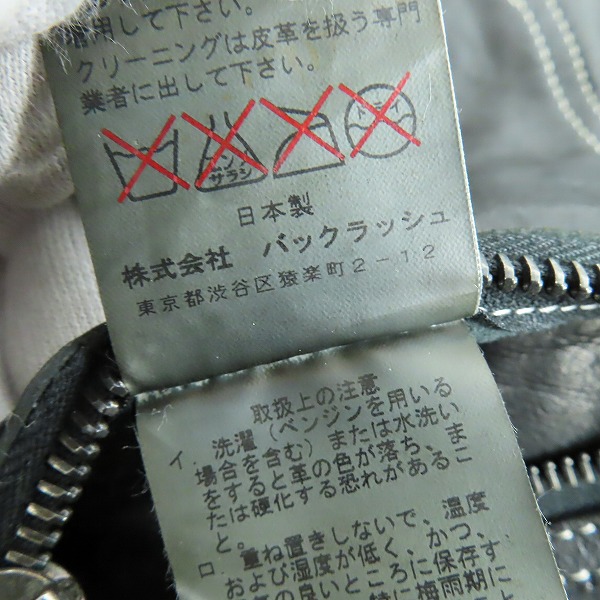 用して下さい。
クリーニングは皮革を扱う専門
業者に出して下さい。
エンソ
サラシ
ドライ
日本製
株式会社 バックラッシュ
東京都渋谷区猿楽町2-12
取扱上の注意
イ．洗濯（ベンジンを用いる
場合を含む）または水洗い
をすると革の色が落ち、ま
たは硬化する恐れがあるこ
と。
ロ．重ね置きしないで、温度
および湿度が低く、かつ、
の良いところに保存す
に梅雨期に